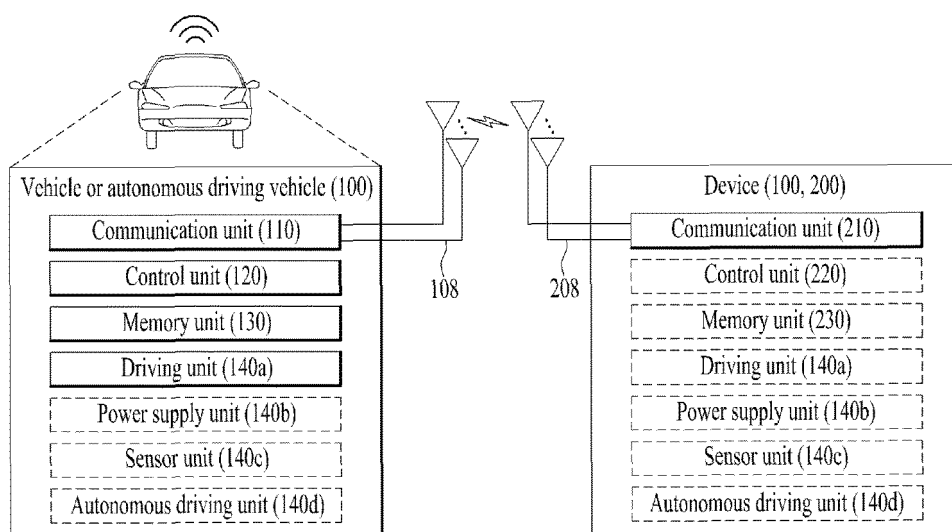 Vehicle or autonomous driving vehicle (100)
Communication unit (110)
Control unit (120)
Memory unit (130)
Driving unit (140a)
Power supply unit (140b)
Sensor unit (140c)
Autonomous driving unit (140d)
108
208
Device (100, 200)
Communication unit (210)
Control unit (220)
Memory unit (230)
Driving unit (140a)
Power supply unit (140b)
Sensor unit (140c)
Autonomous driving unit (140d)